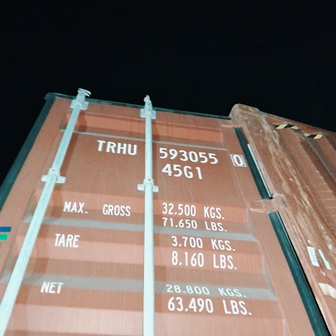 TRHU 593055 0
45G1
MAX. GROSS 32.500 KGS.
71.650 LBS.
TARE 3.700 KGS.
8.160 LBS.
NET 28.800 KGS.
63.490 LBS.